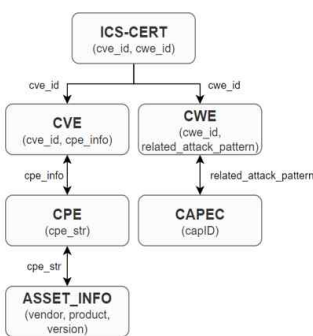 ICS-CERT
(cve_id, cwe_id)
cve_id
cwe_id
CVE
(cve_id, cpe_info)
CWE
(cwe_id,
related_attack_pattern)
cpe_info
related_attack_pattern
CPE
(cpe_str)
CAPEC
(capID)
cpe_str
ASSET_INFO
(vendor, product,
version)